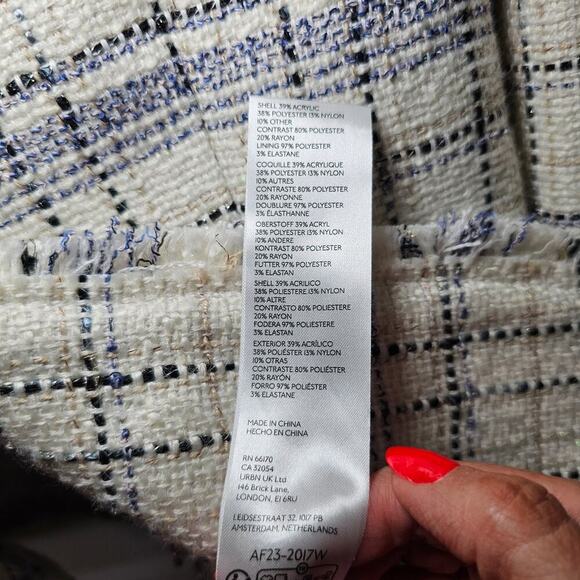 SHELL 39% ACRYLIC
38% POLYESTER 13% NYLON
10% OTHER
CONTRAST 80% POLYESTER
20% RAYON
LINING 97% POLYESTER
3% ELASTANE
COQUILLE 39% ACRYLIQUE
38% POLYESTER 13% NYLON
10% AUTRES
CONTRASTE 80% POLYESTER
20% RAYONNE
DOUBLURE 97% POLYESTER
3% ÉLASTHANNE
OBERSTOFF 39% ACRYL
38% POLYESTER 13% NYLON
10% ANDERE
KONTRAST 80% POLYESTER
20% RAYON
FUTTER 97% POLYESTER
3% ELASTAN
SHELL 39% ACRILICO
38% POLIESTERE 13% NYLON
10% ALTRE
CONTRASTO 80% POLIESTERE
20% RAYON
FODERA 97% POLIESTERE
3% ELASTAN
EXTERIOR 39% ACRÍLICO
38% POLIÉSTER 13% NYLON
10% OTRAS
CONTRASTE 80% POLIÉSTER
20% RAYÓN
FORRO 97% POLIÉSTER
3% ELASTANE
MADE IN CHINA
HECHO EN CHINA
RN 66170
CA 32054
URBN UK Ltd
146 Brick Lane,
LONDON, E1 6RU
LEIDSESTRAAT 32, 1017 PB
AMSTERDAM, NETHERLANDS
AF23-2017W